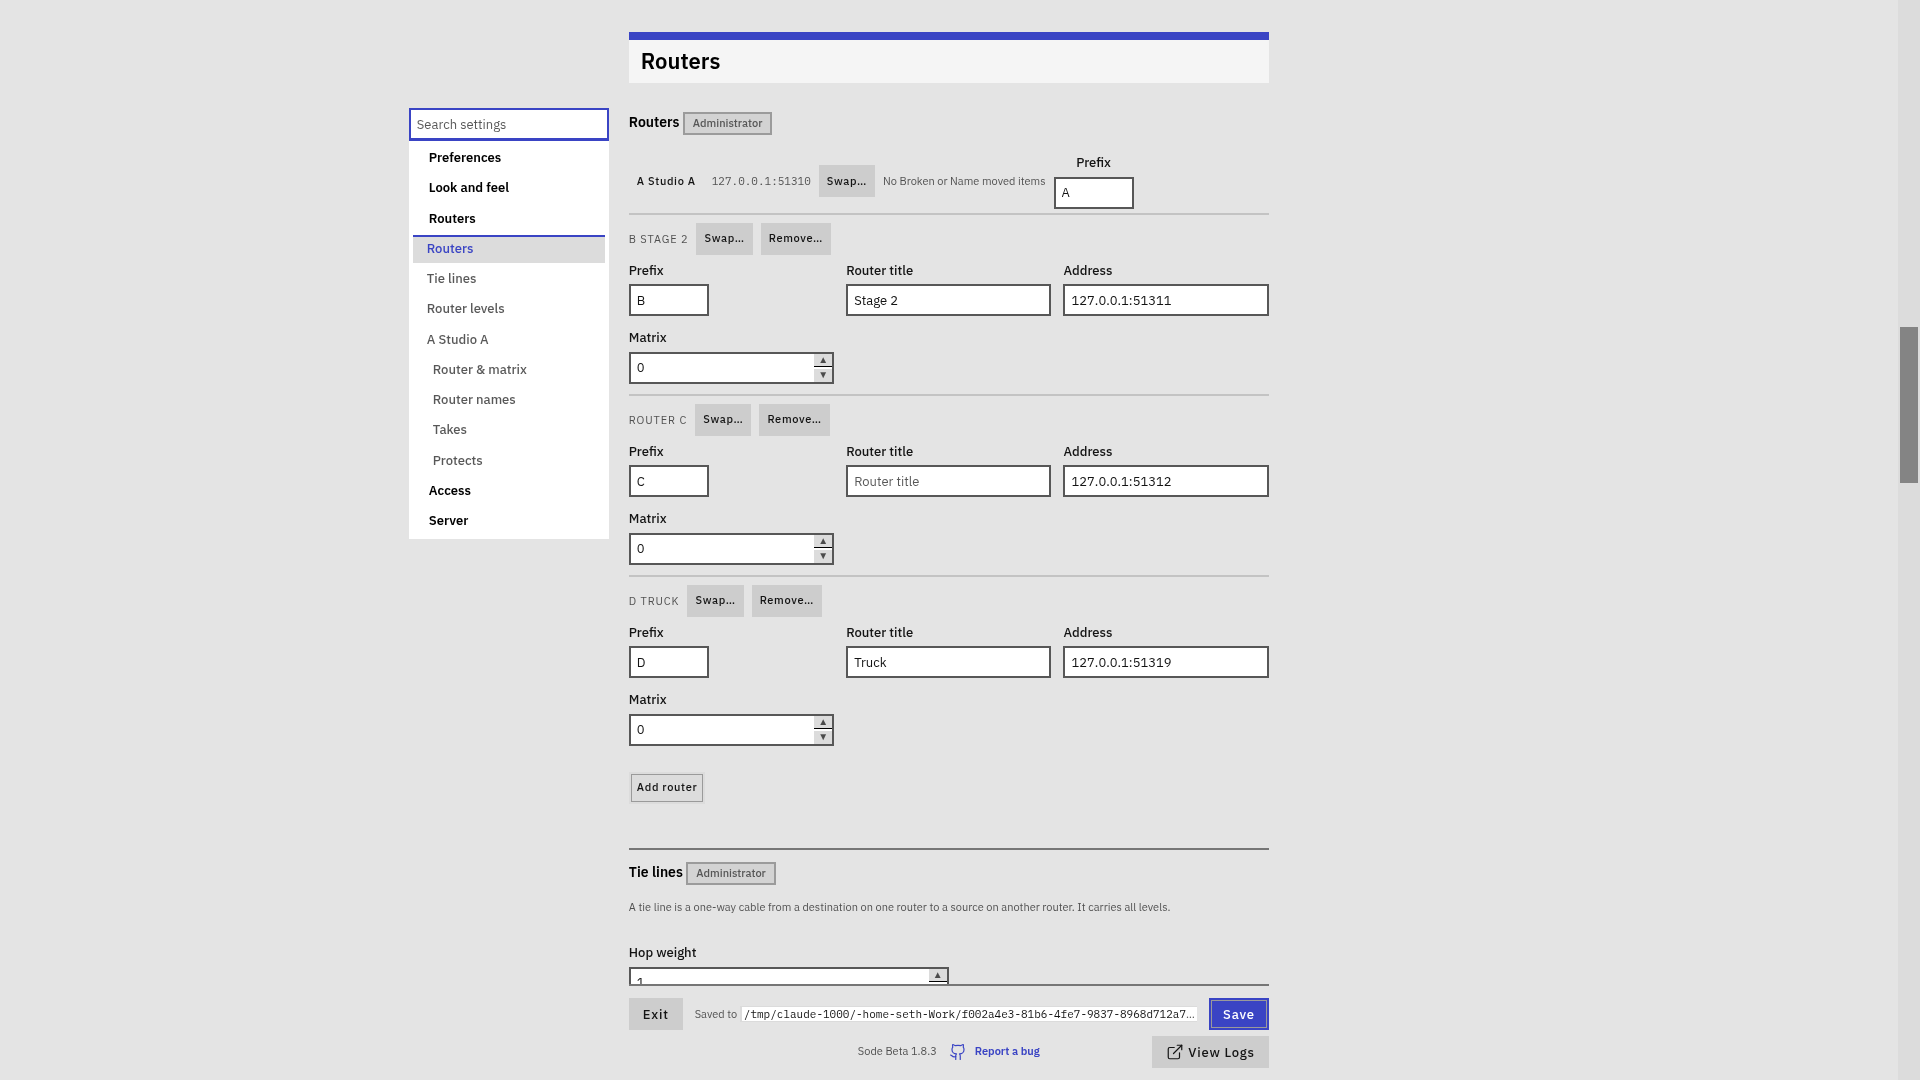 Routers
Search settings
Preferences
Look and feel
Routers
Routers
Tie lines
Router levels
A Studio A
Router & matrix
Router names
Takes
Protects
Access
Server
Routers Administrator
Prefix
A Studio A 127.0.0.1:51310 Swap... No Broken or Name moved items A
B STAGE 2 Swap... Remove...
Prefix Router title Address
B Stage 2 127.0.0.1:51311
Matrix
0
ROUTER C Swap... Remove...
Prefix Router title Address
C Router title 127.0.0.1:51312
Matrix
0
D TRUCK Swap... Remove...
Prefix Router title Address
D Truck 127.0.0.1:51319
Matrix
0
Add router
Tie lines Administrator
A tie line is a one-way cable from a destination on one router to a source on another router. It carries all levels.
Hop weight
1
Exit Saved to /tmp/claude-1000/-home-seth-Work/f002a4e3-81b6-4fe7-9837-8968d712a7... Save
Sode Beta 1.8.3 Report a bug View Logs